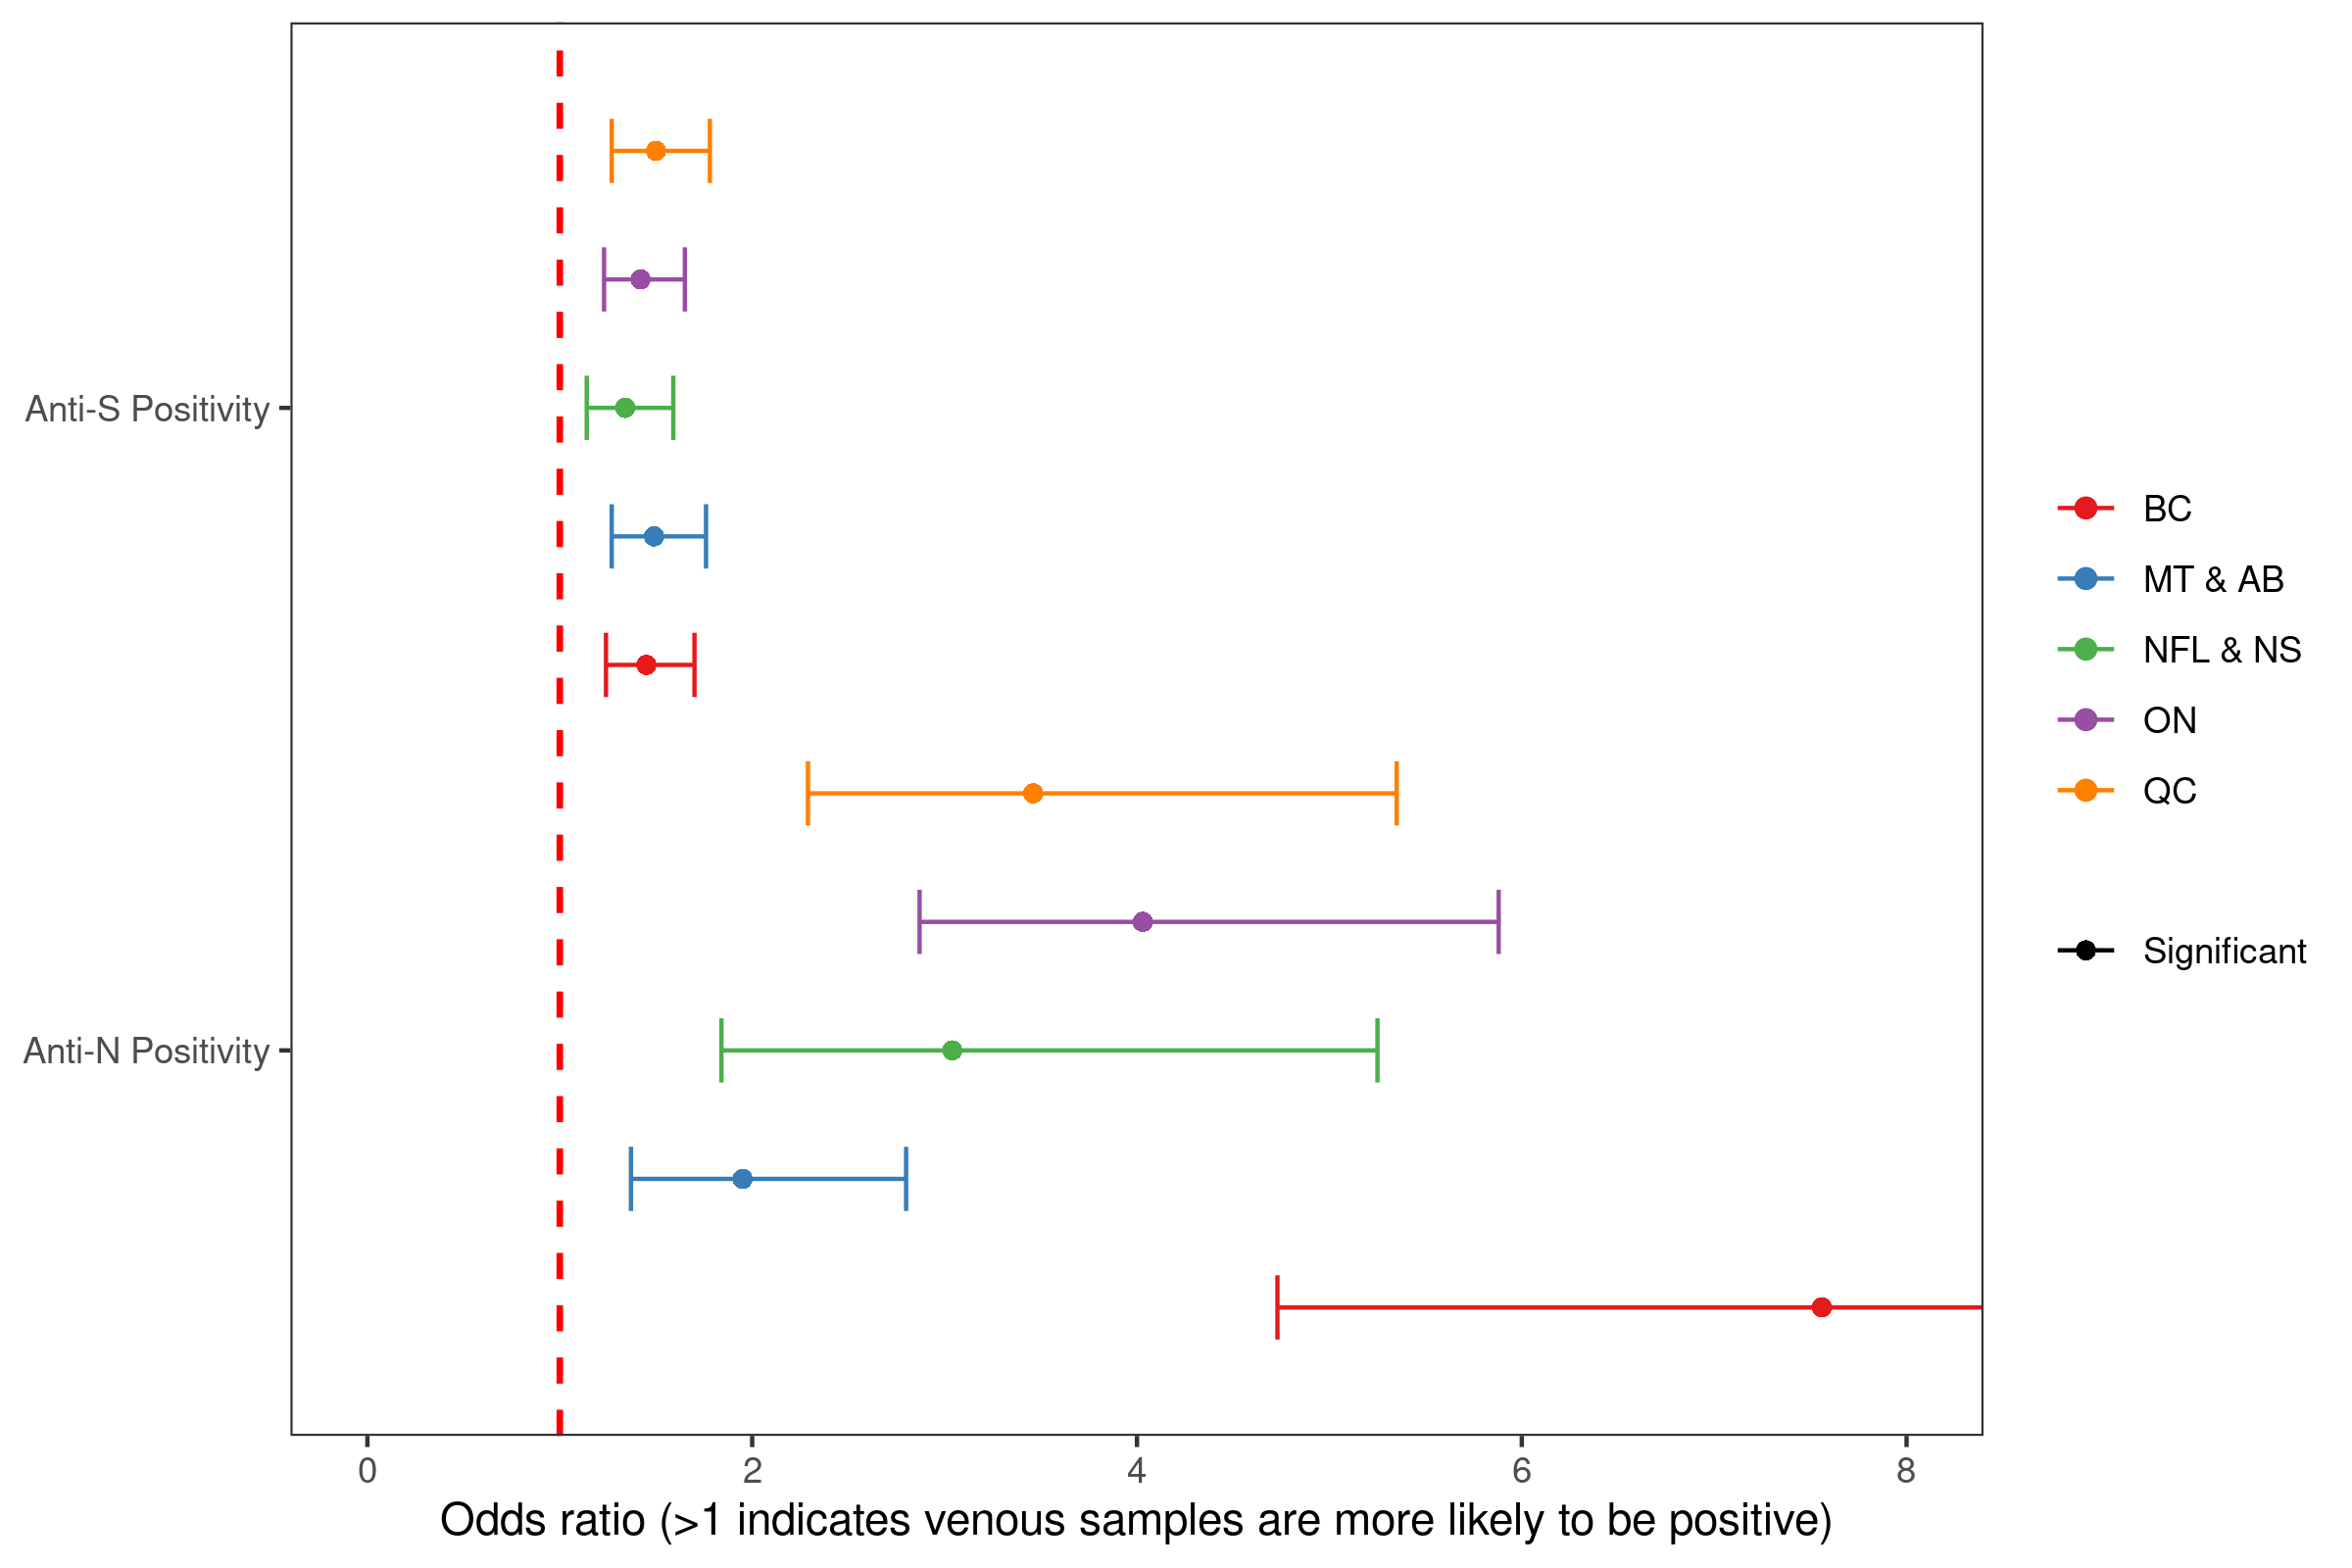 Anti-S Positivity
Anti-N Positivity
0 2 4 6 8
Odds ratio (>1 indicates venous samples are more likely to be positive)
BC
MT & AB
NFL & NS
ON
QC
Significant